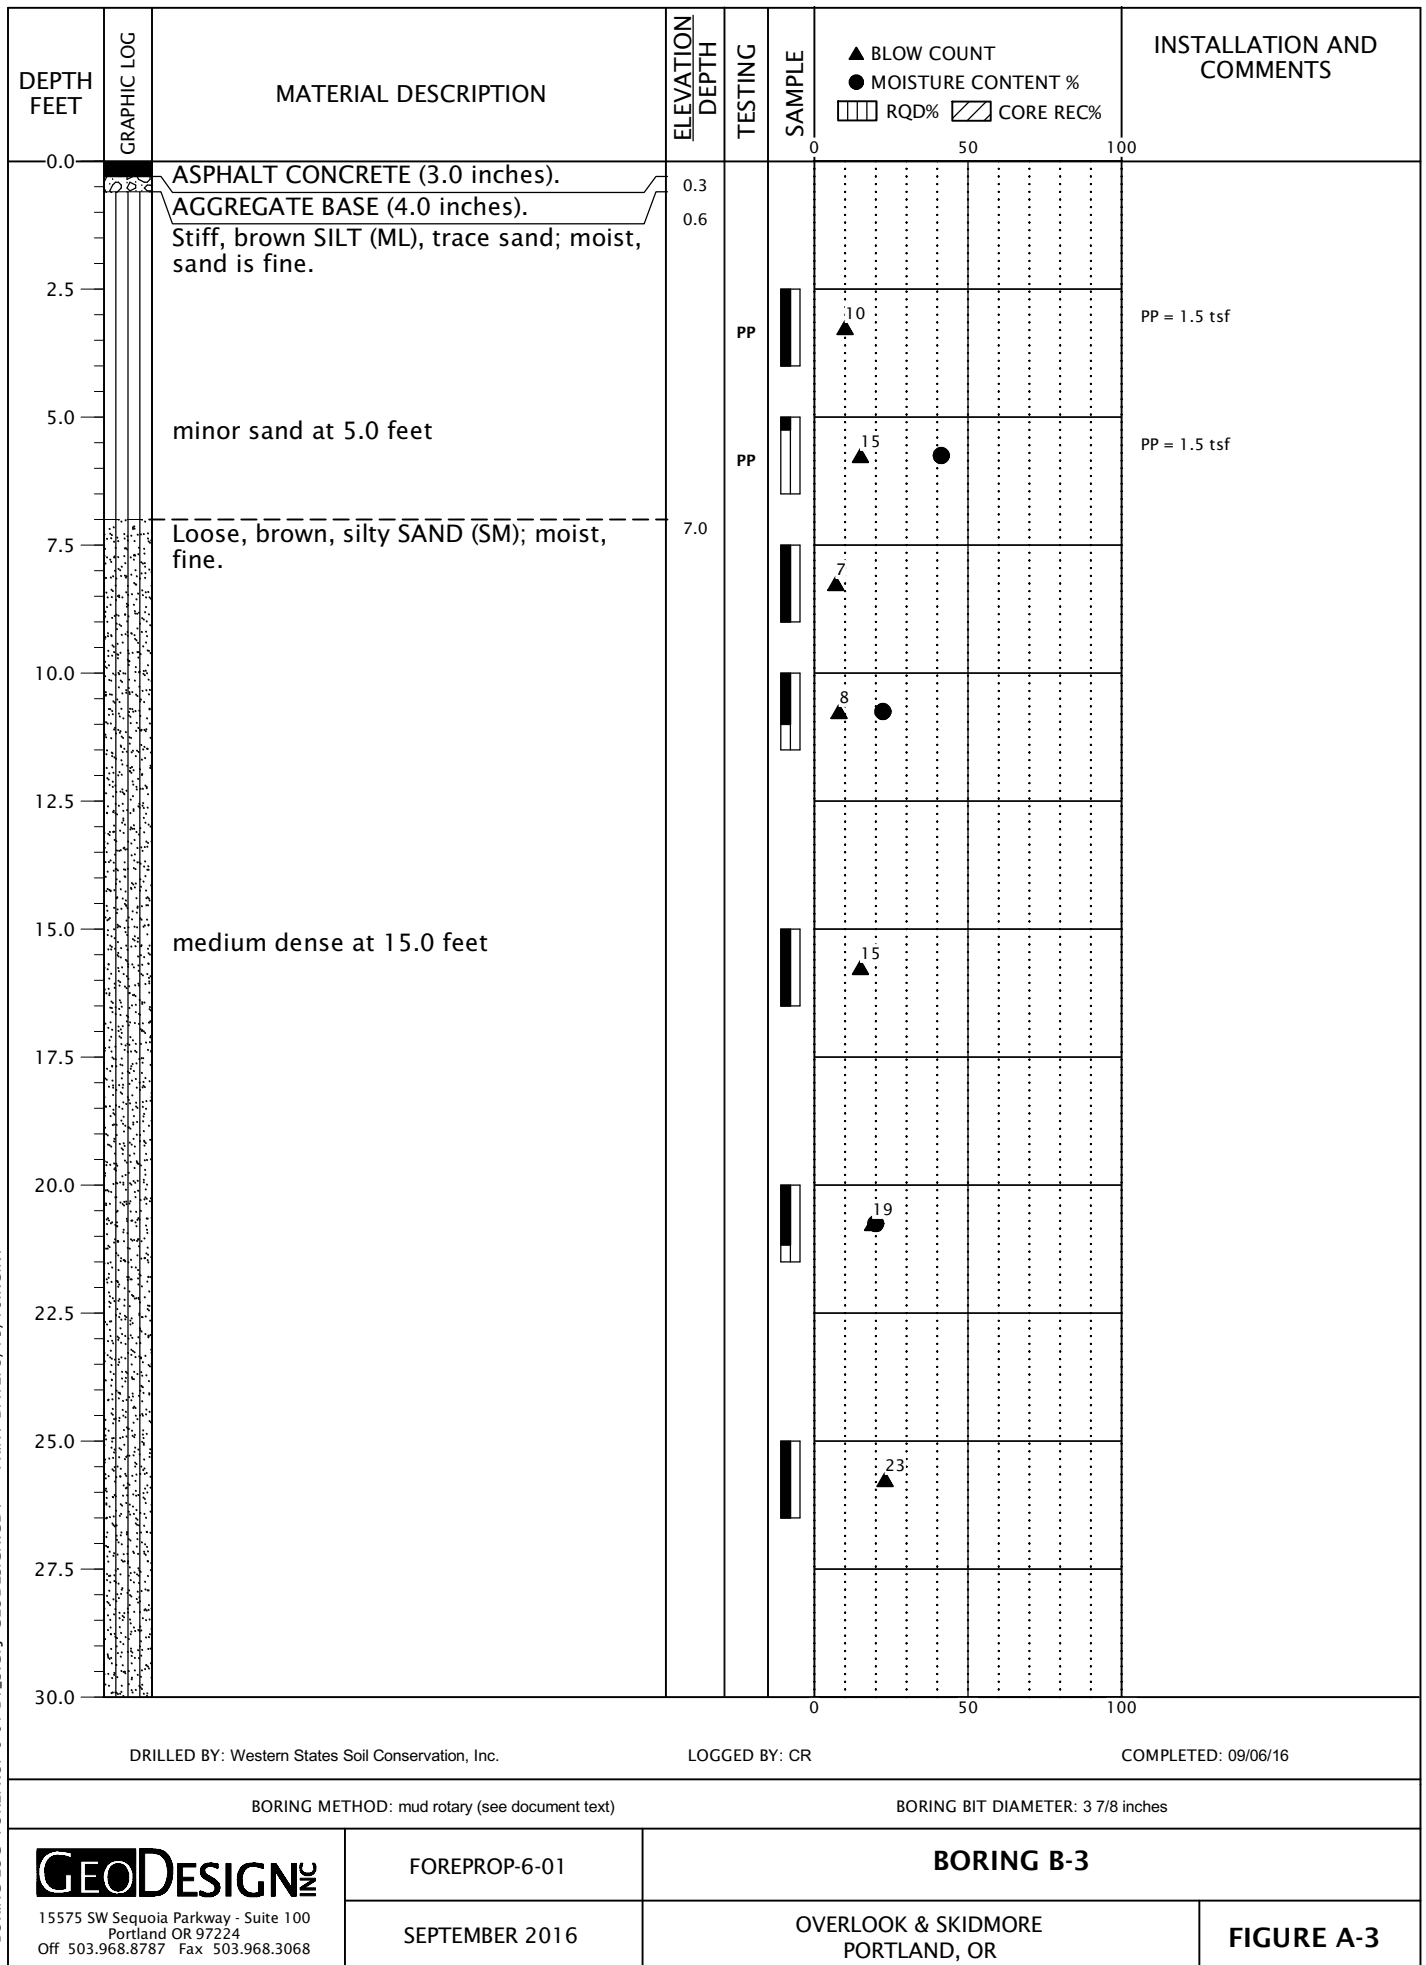 DEPTH
FEET
GRAPHIC LOG
MATERIAL DESCRIPTION
ELEVATION
DEPTH
TESTING
SAMPLE
▲ BLOW COUNT
● MOISTURE CONTENT %
RQD% CORE REC%
INSTALLATION AND
COMMENTS
0 50 100
0.0
ASPHALT CONCRETE (3.0 inches).
0.3
AGGREGATE BASE (4.0 inches).
0.6
Stiff, brown SILT (ML), trace sand; moist,
sand is fine.
2.5
10
PP
PP = 1.5 tsf
5.0
minor sand at 5.0 feet
15
PP
PP = 1.5 tsf
Loose, brown, silty SAND (SM); moist,
fine.
7.0
7.5
7
10.0
8
12.5
15.0
medium dense at 15.0 feet
15
17.5
20.0
19
22.5
25.0
23
27.5
30.0
0 50 100
DRILLED BY: Western States Soil Conservation, Inc.
LOGGED BY: CR
COMPLETED: 09/06/16
BORING METHOD: mud rotary (see document text)
BORING BIT DIAMETER: 3 7/8 inches
GEODESIGN INC
15575 SW Sequoia Parkway - Suite 100
Portland OR 97224
Off 503.968.8787 Fax 503.968.3068
FOREPROP-6-01
SEPTEMBER 2016
BORING B-3
OVERLOOK & SKIDMORE
PORTLAND, OR
FIGURE A-3